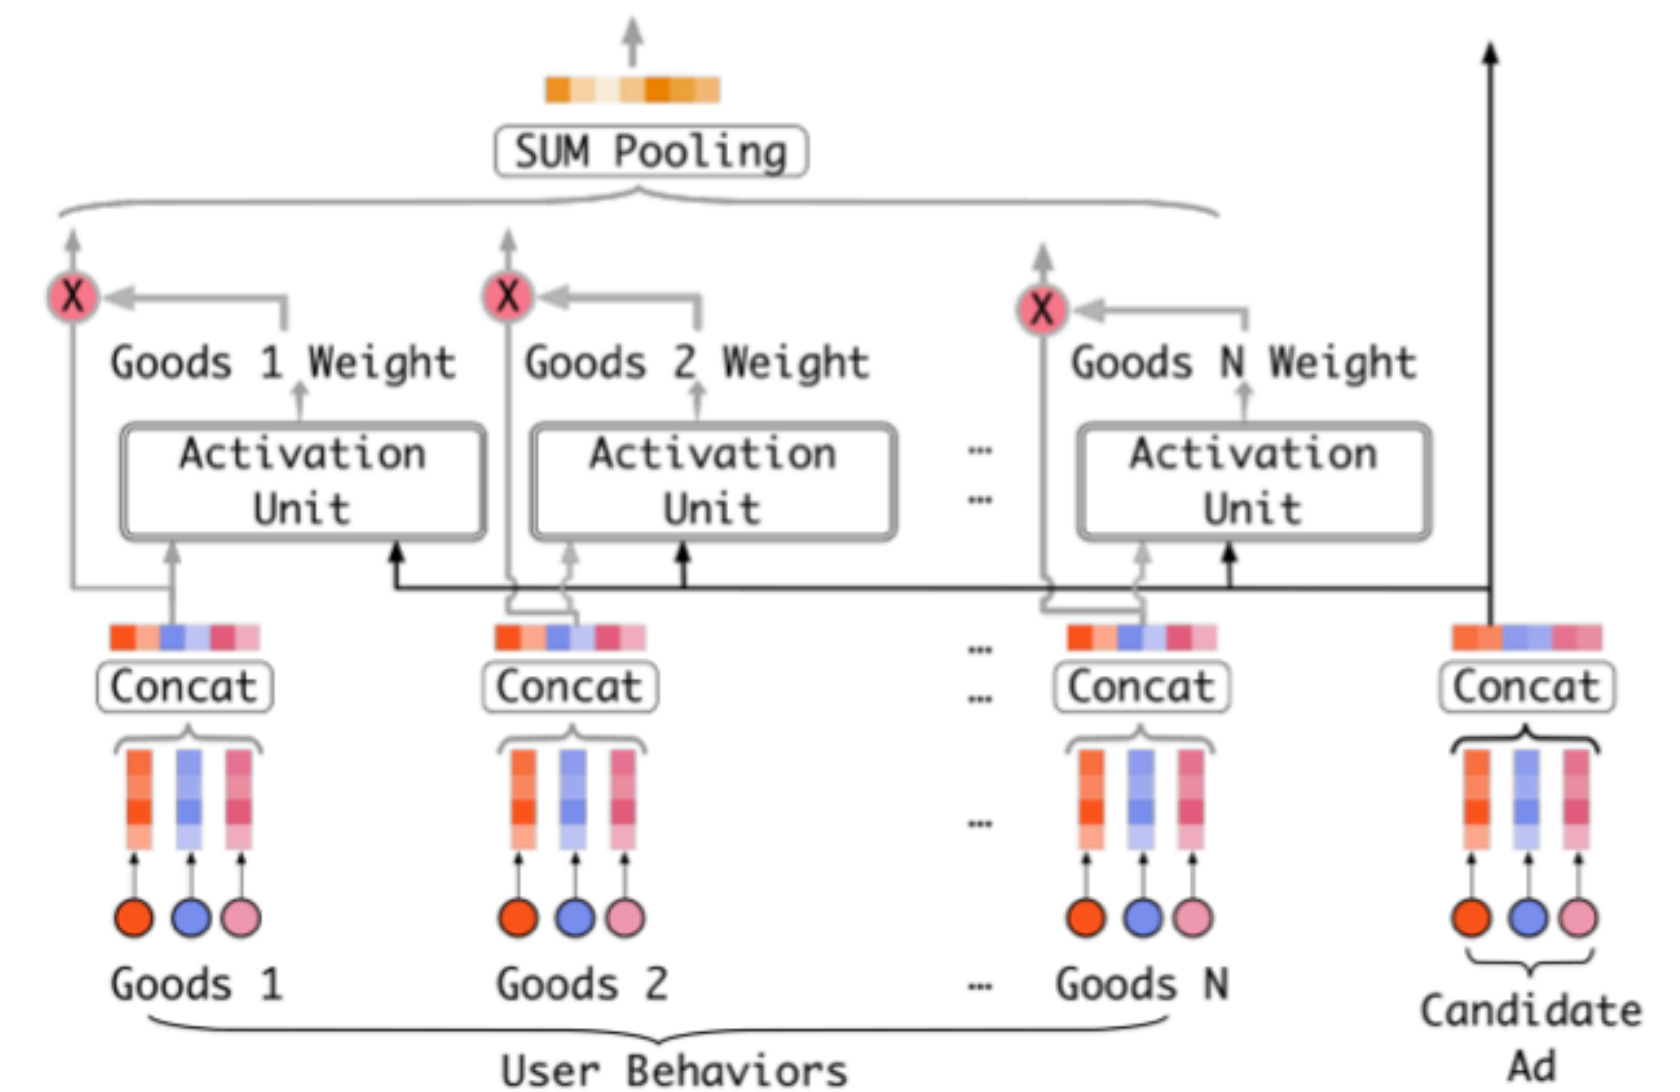 SUM Pooling
X X X
Goods 1 Weight Goods 2 Weight Goods N Weight
Activation Unit Activation Unit ... Activation Unit
...
...
Concat Concat ... Concat Concat
...
Goods 1 Goods 2 ... Goods N
Candidate
Ad
User Behaviors